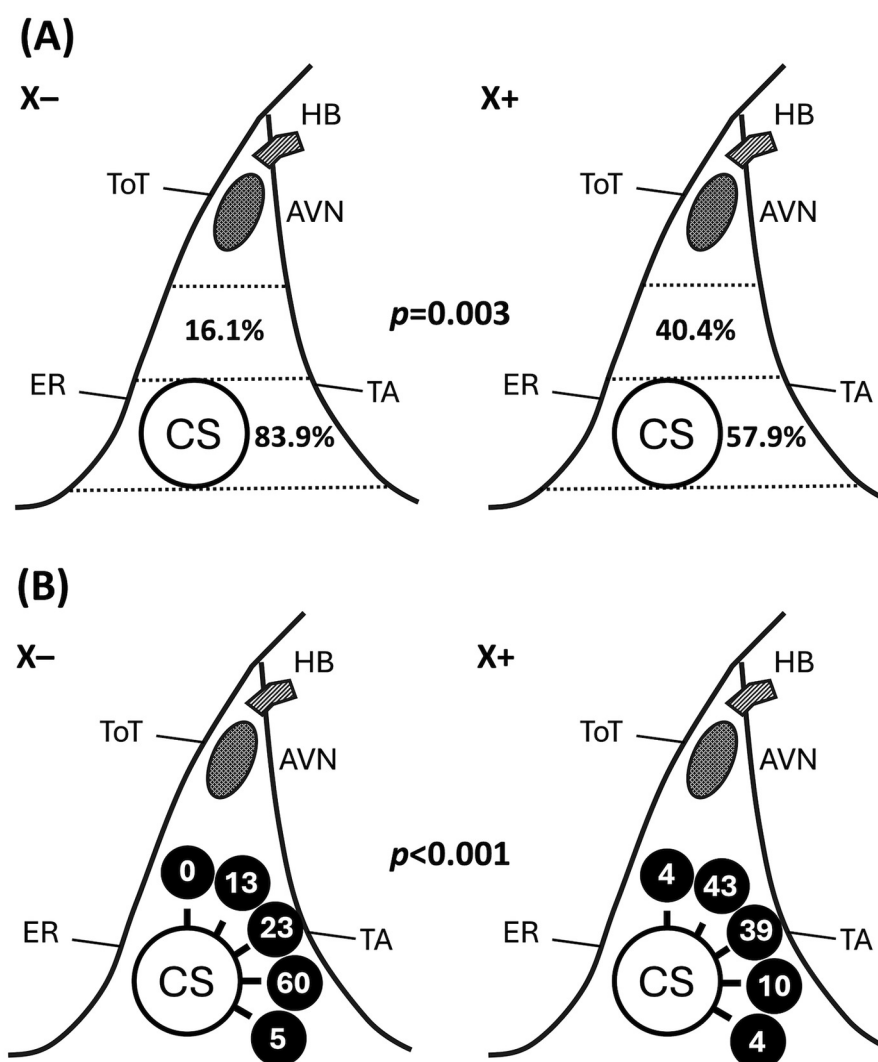 (A)
X–
X+
HB
HB
ToT
ToT
AVN
AVN
p=0.003
16.1%
40.4%
ER
TA
ER
TA
CS
83.9%
CS
57.9%
(B)
X–
X+
HB
HB
ToT
ToT
AVN
AVN
p<0.001
0
13
4
43
ER
23
TA
ER
39
TA
CS
60
CS
10
5
4